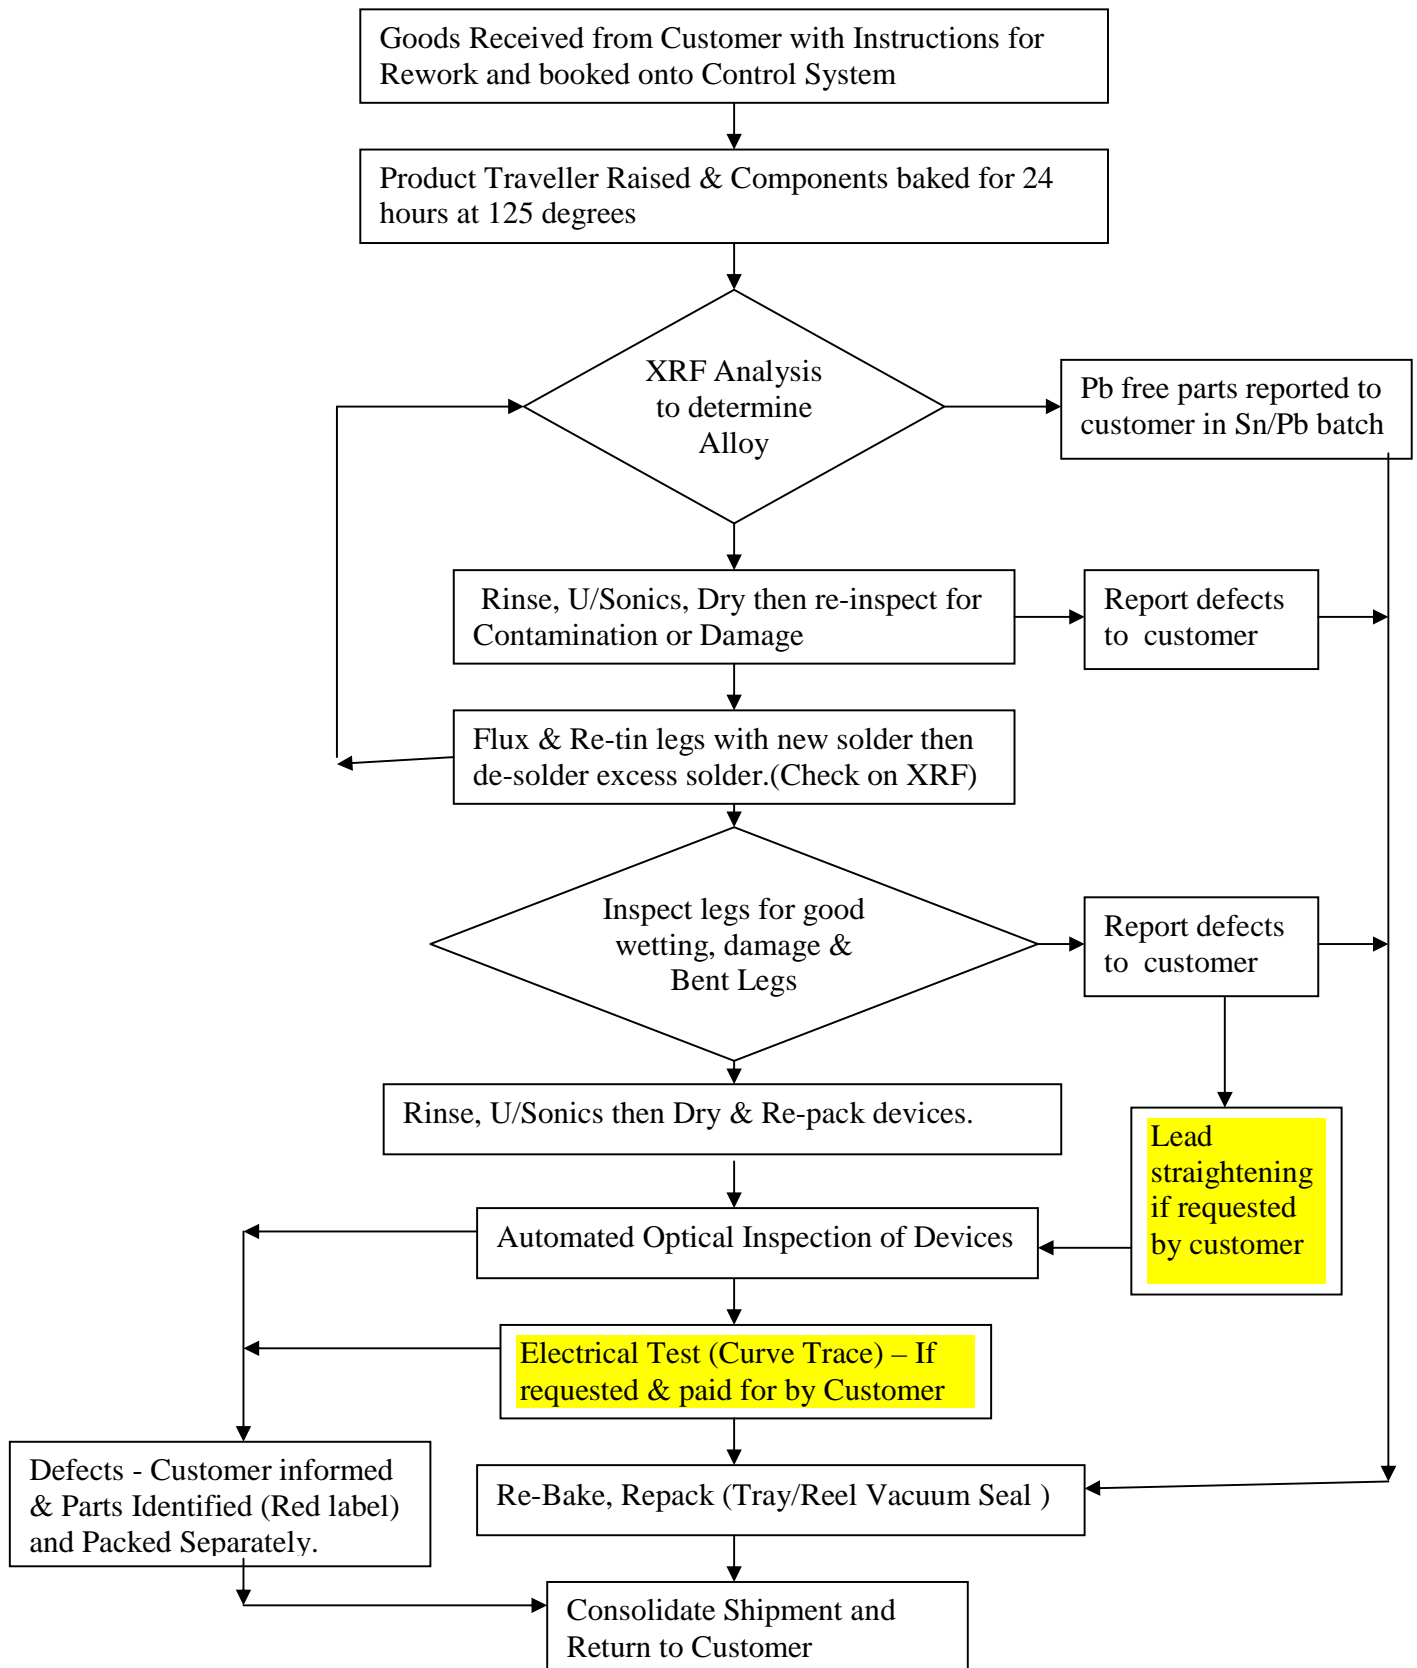 Goods Received from Customer with Instructions for
Rework and booked onto Control System
Product Traveller Raised & Components baked for 24
hours at 125 degrees
XRF Analysis
to determine
Alloy
Pb free parts reported to
customer in Sn/Pb batch
Rinse, U/Sonics, Dry then re-inspect for
Contamination or Damage
Report defects
to customer
Flux & Re-tin legs with new solder then
de-solder excess solder.(Check on XRF)
Inspect legs for good
wetting, damage &
Bent Legs
Report defects
to customer
Rinse, U/Sonics then Dry & Re-pack devices.
Lead
straightening
if requested
by customer
Automated Optical Inspection of Devices
Electrical Test (Curve Trace) – If
requested & paid for by Customer
Defects - Customer informed
& Parts Identified (Red label)
and Packed Separately.
Re-Bake, Repack (Tray/Reel Vacuum Seal )
Consolidate Shipment and
Return to Customer